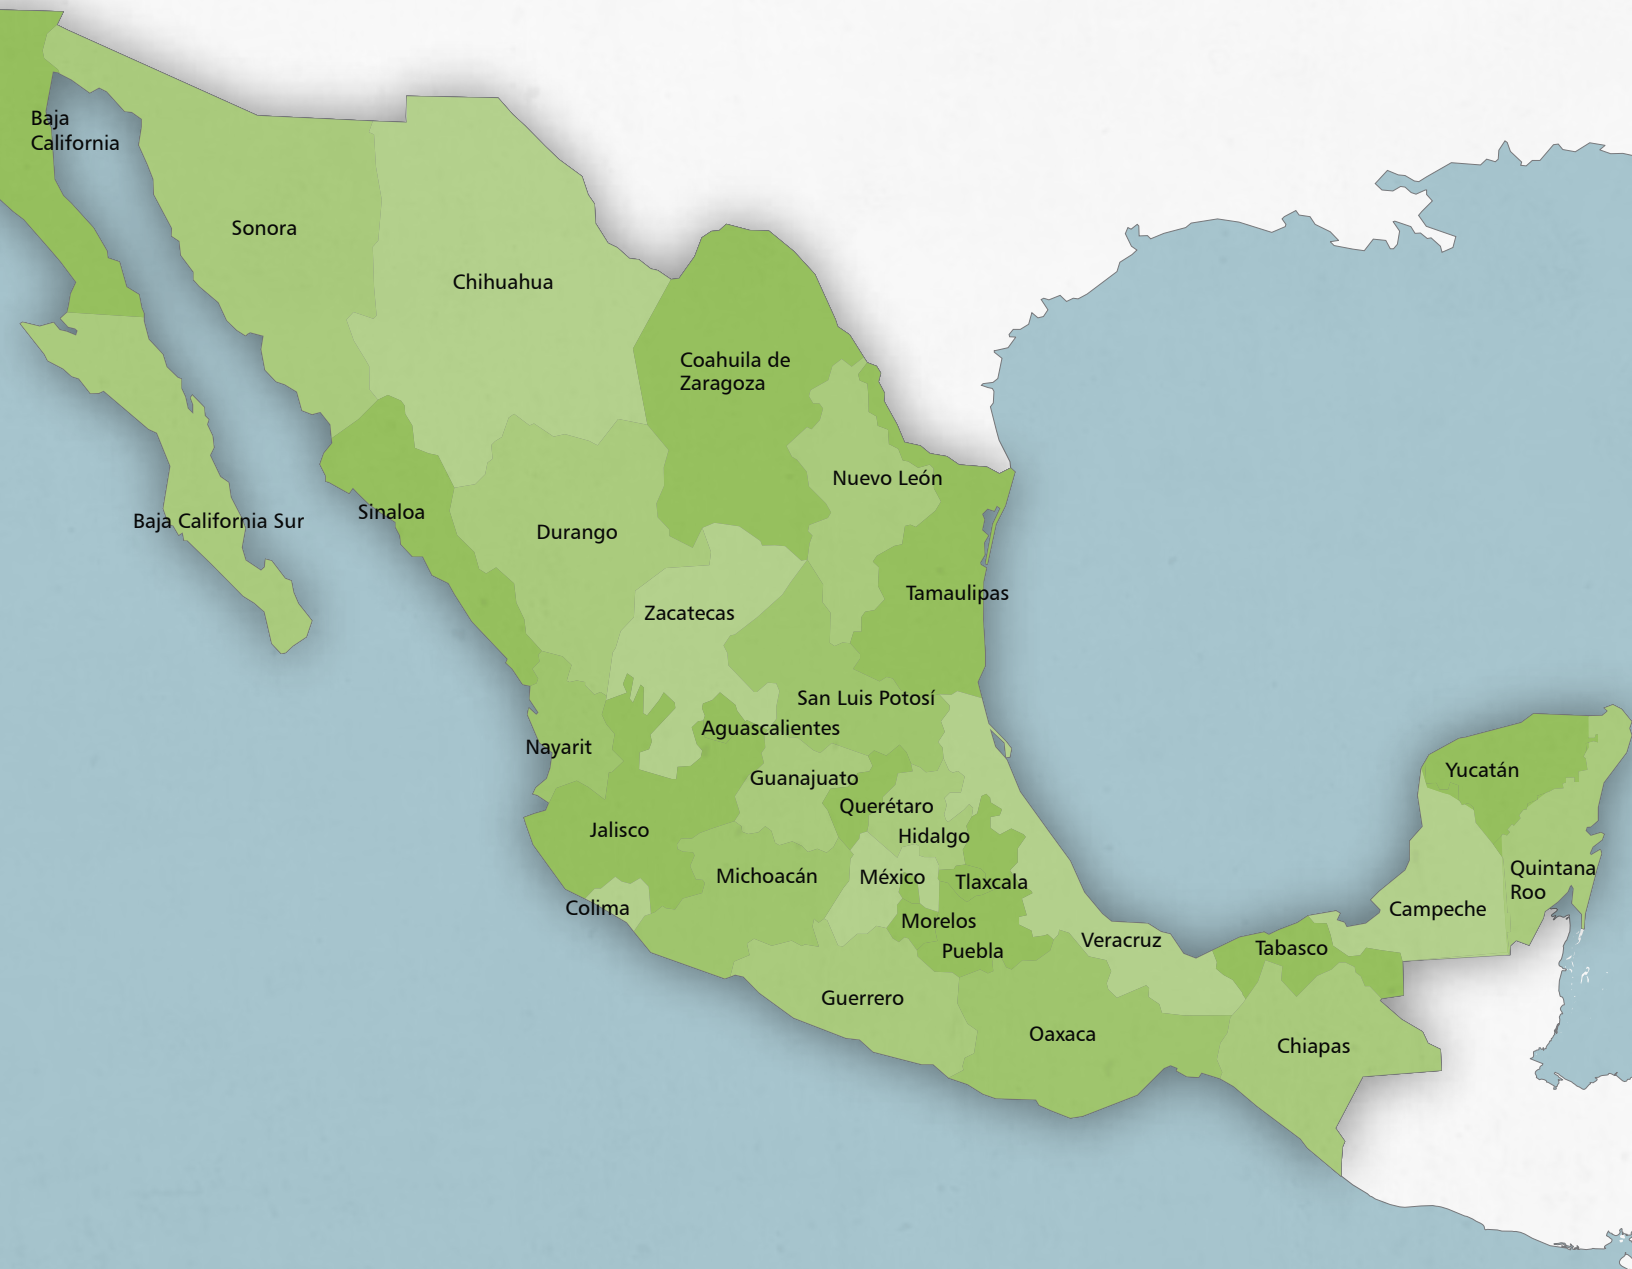 Baja
California
Sonora
Chihuahua
Coahuila de
Zaragoza
Nuevo León
Sinaloa
Baja California Sur
Durango
Tamaulipas
Zacatecas
San Luis Potosí
Aguascalientes
Nayarit
Guanajuato
Yucatán
Querétaro
Jalisco
Hidalgo
Michoacán
México
Tlaxcala
Quintana
Roo
Colima
Campeche
Morelos
Veracruz
Puebla
Tabasco
Guerrero
Oaxaca
Chiapas